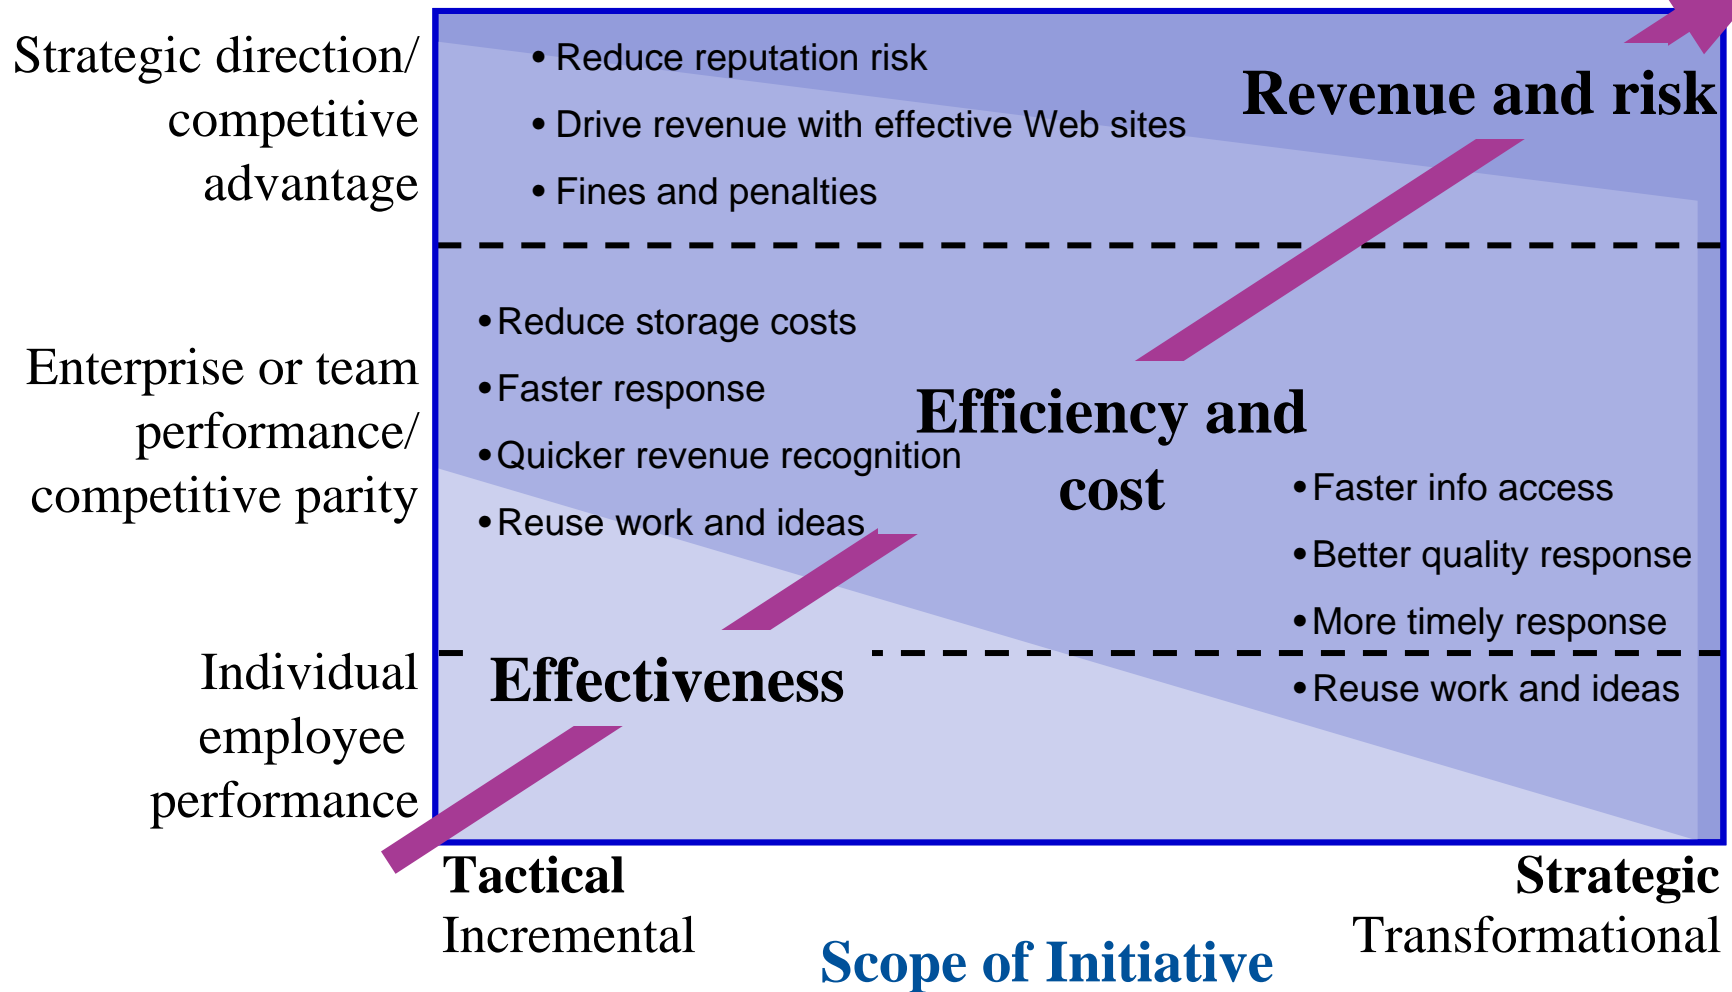 Strategic direction/
competitive
advantage
• Reduce reputation risk
• Drive revenue with effective Web sites
• Fines and penalties
Revenue and risk
Enterprise or team
performance/
competitive parity
•Reduce storage costs
•Faster response
•Quicker revenue recognition
•Reuse work and ideas
Efficiency and
cost
•Faster info access
•Better quality response
•More timely response
•Reuse work and ideas
Individual
employee
performance
Effectiveness
Tactical
Incremental
Strategic
Transformational
Scope of Initiative